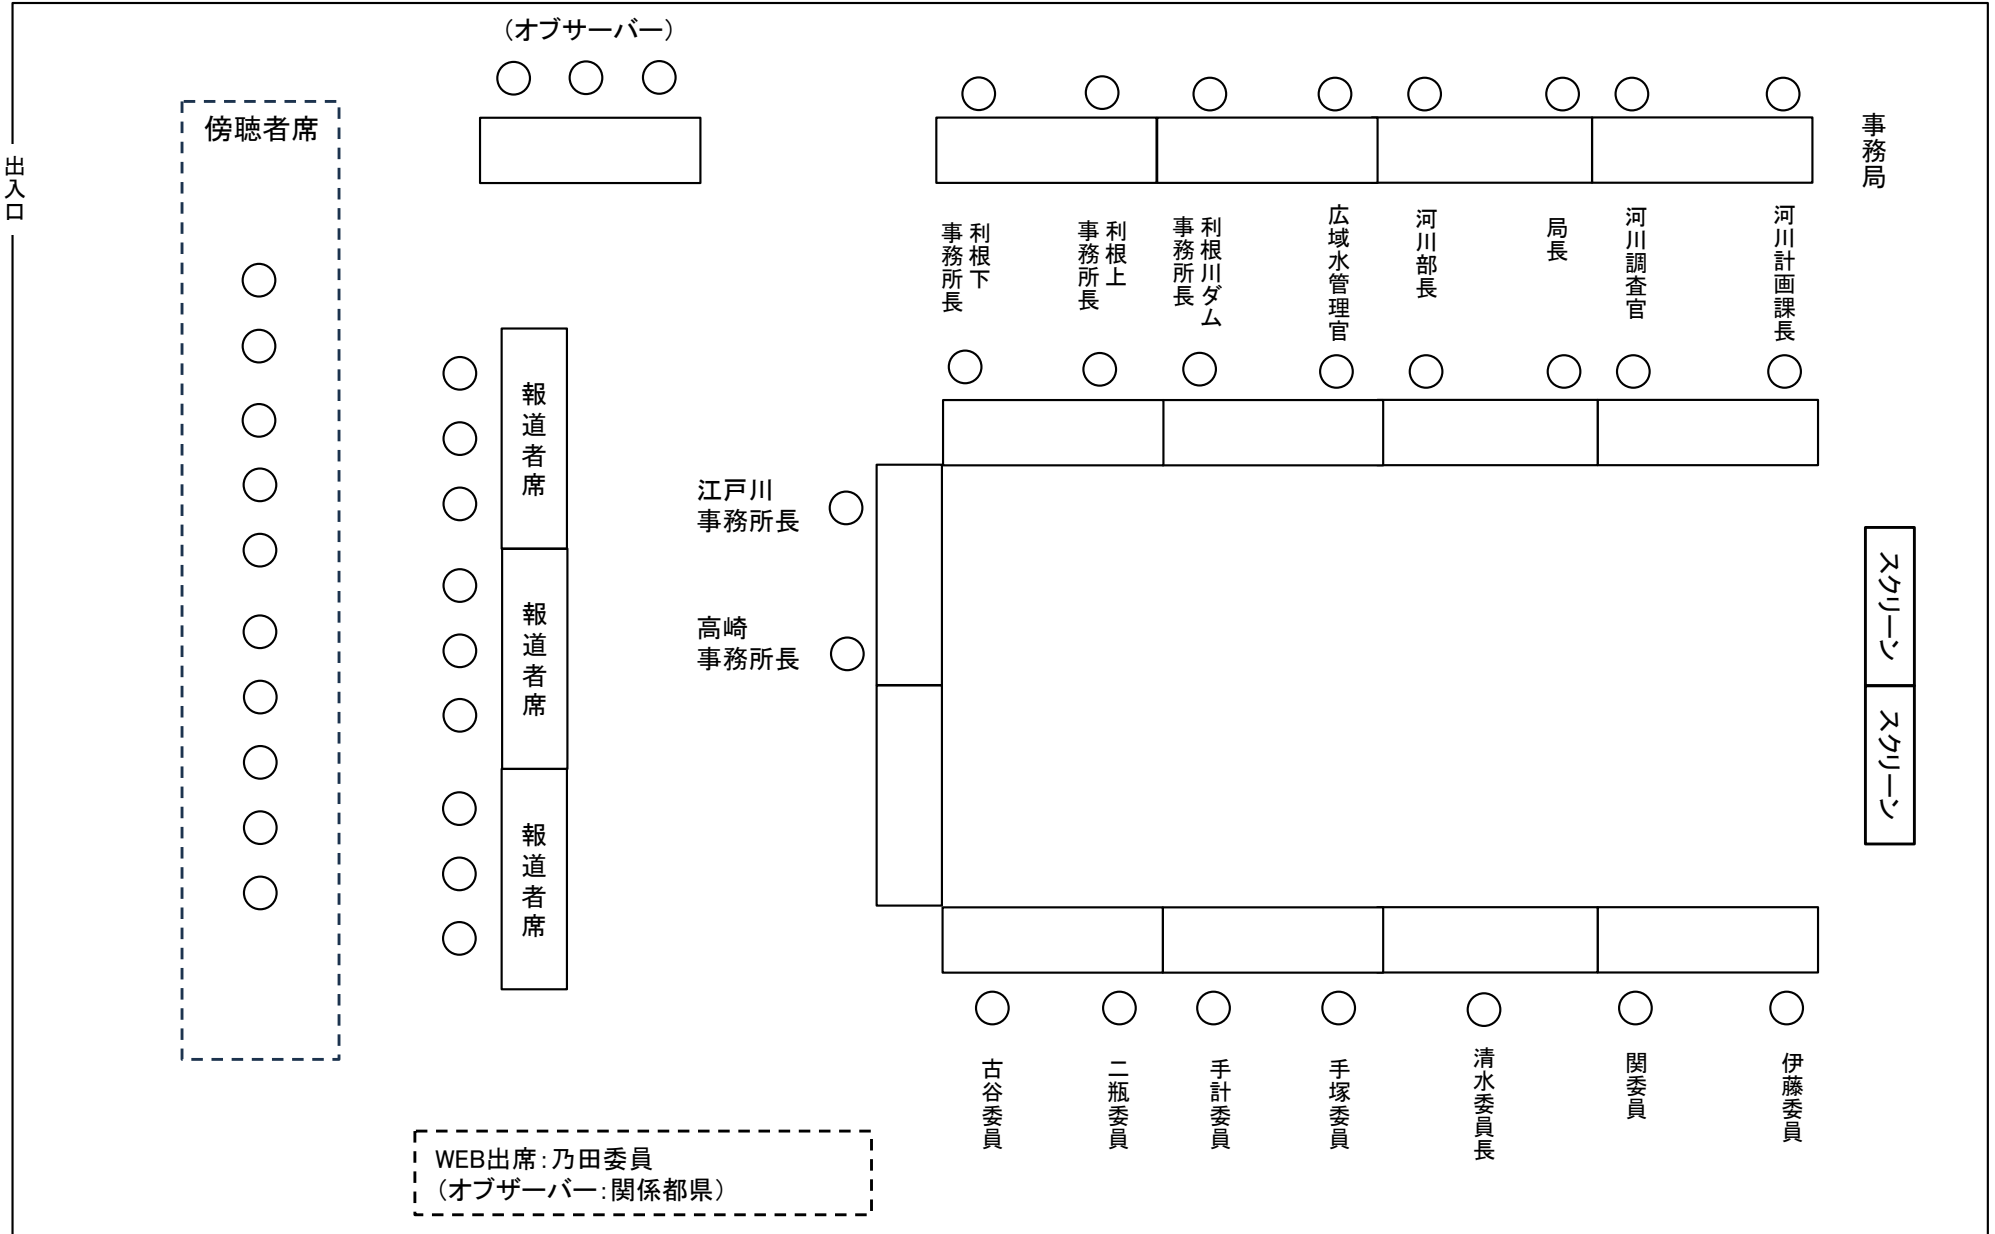 （オブサーバー）
傍聴者席
出入口
事務局
利根下
事務所長
利根上
事務所長
利根川ダム
事務所長
広域水管理官
河川部長
局長
河川調査官
河川計画課長
報道者席
報道者席
報道者席
江戸川
事務所長
高崎
事務所長
スクリーン
スクリーン
古谷委員
二瓶委員
手計委員
手塚委員
清水委員長
関委員
伊藤委員
WEB出席：乃田委員
（オブザーバー：関係都県）